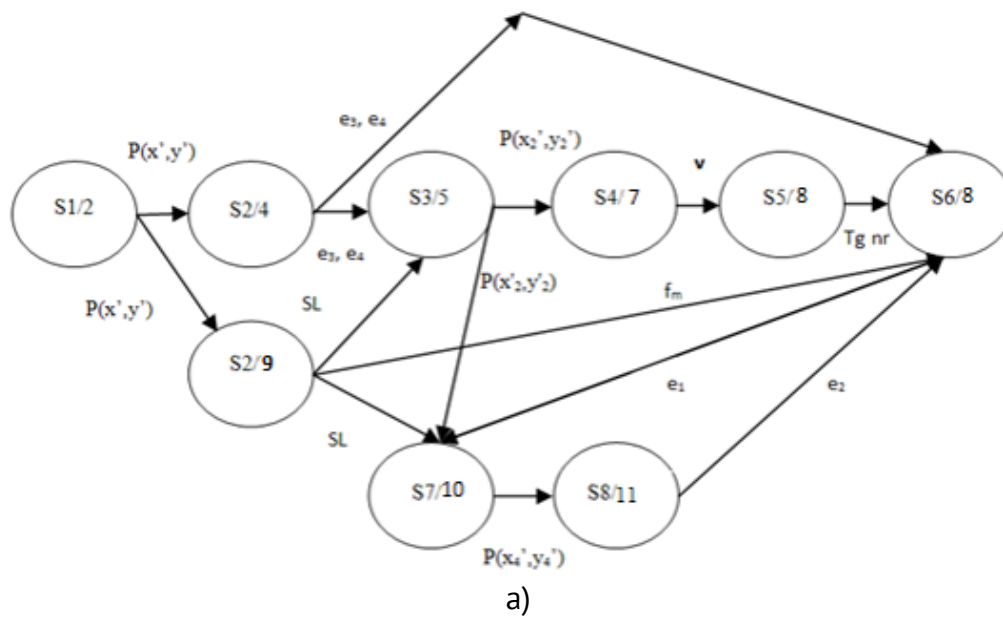 e₃, e₄
P(x',y')
P(x₂',y₂')
v
S1/2
S2/4
S3/5
S4/7
S5/8
S6/8
e₃, e₄
Tg nr
P(x',y')
SL
P(x'₂,y'₂)
fₘ
S2/9
e₁
e₂
SL
S7/10
S8/11
P(x₄',y₄')
a)